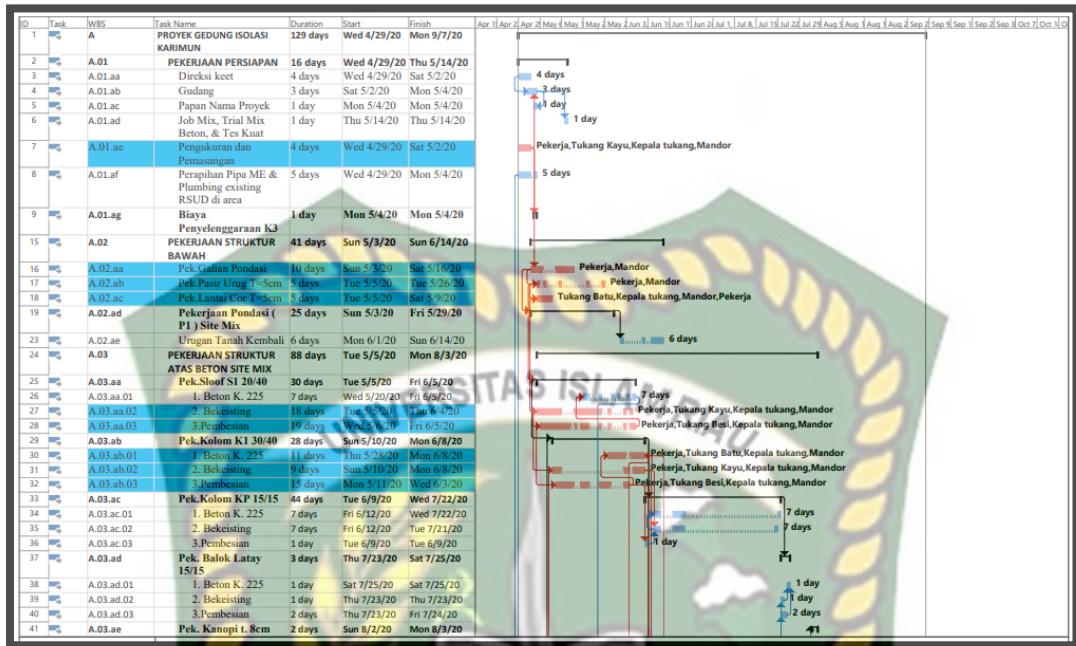 ID Task WBS Task Name Duration Start Finish
1 A PROYEK GEDUNG ISOLASI KARIMUN 129 days Wed 4/29/20 Mon 9/7/20
2 A.01 PEKERJAAN PERSIAPAN 16 days Wed 4/29/20 Thu 5/14/20
3 A.01.aa Direksi keet 4 days Wed 4/29/20 Sat 5/2/20 4 days
4 A.01.ab Gudang 3 days Sat 5/2/20 Mon 5/4/20 3 days
5 A.01.ac Papan Nama Proyek 1 day Mon 5/4/20 Mon 5/4/20 1 day
6 A.01.ad Job Mix, Trial Mix Beton, & Tes Kuat 1 day Thu 5/14/20 Thu 5/14/20 1 day
7 A.01.ae Pengukuran dan Pemasangan 4 days Wed 4/29/20 Sat 5/2/20 Pekerja,Tukang Kayu,Kepala tukang,Mandor
8 A.01.af Perapihan Pipa ME & Plumbing existing RSUD di area 5 days Wed 4/29/20 Mon 5/4/20 5 days
9 A.01.ag Biaya Penyelenggaraan K3 1 day Mon 5/4/20 Mon 5/4/20
15 A.02 PEKERJAAN STRUKTUR BAWAH 41 days Sun 5/3/20 Sun 6/14/20
16 A.02.aa Pek.Galian Pondasi 10 days Sun 5/3/20 Sat 5/16/20 Pekerja,Mandor
17 A.02.ab Pek.Pasir Urug T=5cm 5 days Tue 5/5/20 Tue 5/26/20 Pekerja,Mandor
18 A.02.ac Pek.Lantai Cor T=5cm 5 days Tue 5/5/20 Sat 5/9/20 Tukang Batu,Kepala tukang,Mandor,Pekerja
19 A.02.ad Pekerjaan Pondasi ( P1 ) Site Mix 25 days Sun 5/3/20 Fri 5/29/20
23 A.02.ae Urugan Tanah Kembali 6 days Mon 6/1/20 Sun 6/14/20 6 days
24 A.03 PEKERJAAN STRUKTUR ATAS BETON SITE MIX 88 days Tue 5/5/20 Mon 8/3/20
25 A.03.aa Pek.Sloof S1 20/40 30 days Tue 5/5/20 Fri 6/5/20
26 A.03.aa.01 1. Beton K. 225 7 days Wed 5/20/20 Fri 6/5/20 7 days
27 A.03.aa.02 2. Bekeisting 18 days Tue 5/5/20 Thu 6/4/20 Pekerja,Tukang Kayu,Kepala tukang,Mandor
28 A.03.aa.03 3.Pembesian 19 days Wed 5/6/20 Fri 6/5/20 Pekerja,Tukang Besi,Kepala tukang,Mandor
29 A.03.ab Pek.Kolom K1 30/40 28 days Sun 5/10/20 Mon 6/8/20
30 A.03.ab.01 1. Beton K. 225 11 days Thu 5/28/20 Mon 6/8/20 Pekerja,Tukang Batu,Kepala tukang,Mandor
31 A.03.ab.02 2. Bekeisting 9 days Sun 5/10/20 Mon 6/8/20 Pekerja,Tukang Kayu,Kepala tukang,Mandor
32 A.03.ab.03 3.Pembesian 15 days Mon 5/11/20 Wed 6/3/20 Pekerja,Tukang Besi,Kepala tukang,Mandor
33 A.03.ac Pek.Kolom KP 15/15 44 days Tue 6/9/20 Wed 7/22/20
34 A.03.ac.01 1. Beton K. 225 7 days Fri 6/12/20 Wed 7/22/20 7 days
35 A.03.ac.02 2. Bekeisting 7 days Fri 6/12/20 Tue 7/21/20 7 days
36 A.03.ac.03 3.Pembesian 1 day Tue 6/9/20 Tue 6/9/20 1 day
37 A.03.ad Pek. Balok Latay 15/15 3 days Thu 7/23/20 Sat 7/25/20
38 A.03.ad.01 1. Beton K. 225 1 day Sat 7/25/20 Sat 7/25/20 1 day
39 A.03.ad.02 2. Bekeisting 1 day Thu 7/23/20 Thu 7/23/20 1 day
40 A.03.ad.03 3.Pembesian 2 days Thu 7/23/20 Fri 7/24/20 2 days
41 A.03.ae Pek. Kanopi t. 8cm 2 days Sun 8/2/20 Mon 8/3/20
UNIVERSITAS ISLAM RIAU